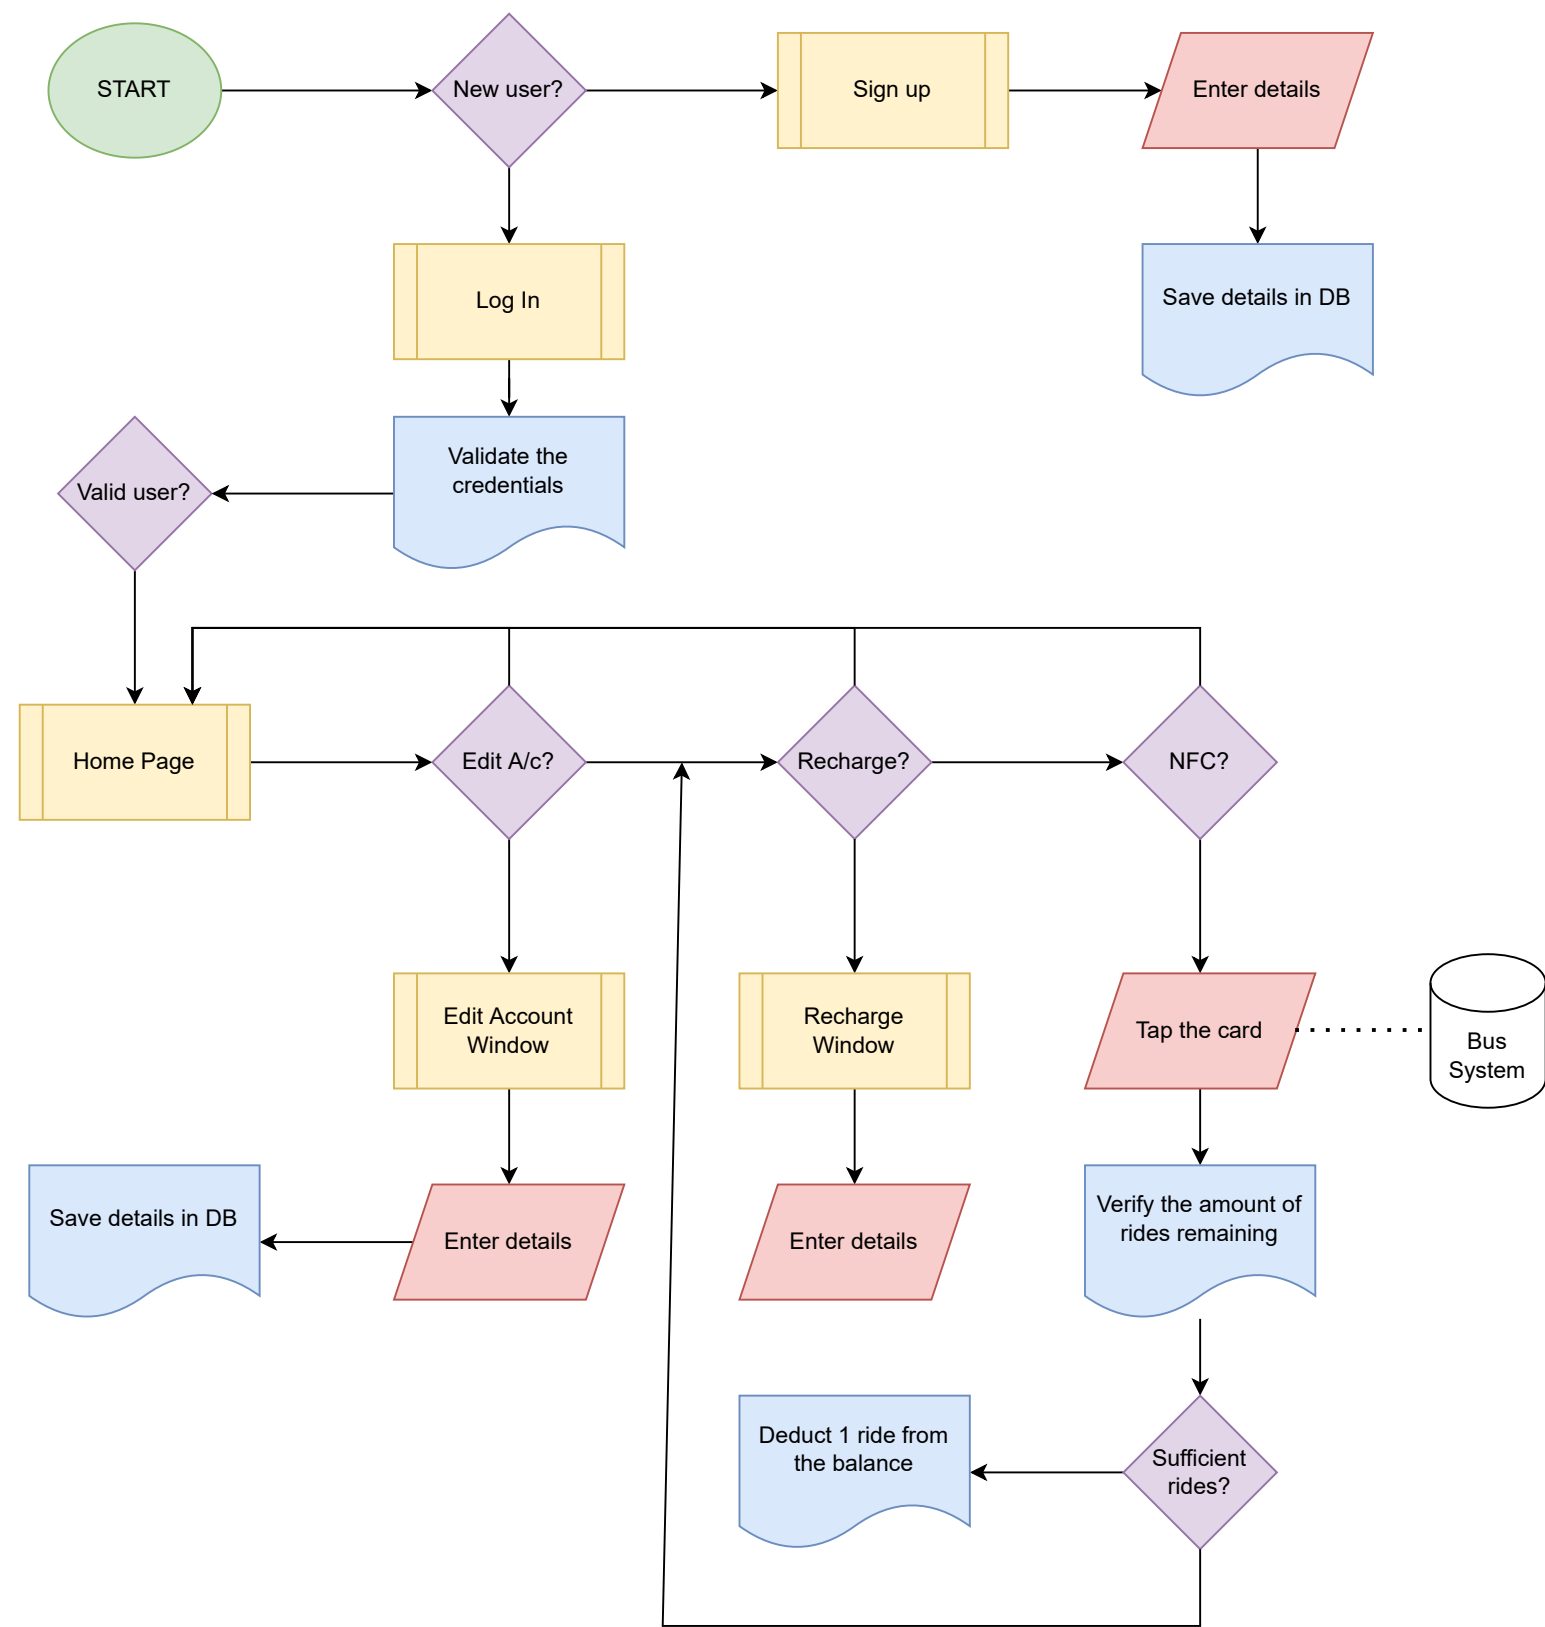 START
New user?
Sign up
Enter details
Log In
Save details in DB
Validate the
credentials
Valid user?
Home Page
Edit A/c?
Recharge?
NFC?
Edit Account
Window
Recharge
Window
Tap the card
Bus
System
Save details in DB
Enter details
Enter details
Verify the amount of
rides remaining
Deduct 1 ride from
the balance
Sufficient
rides?